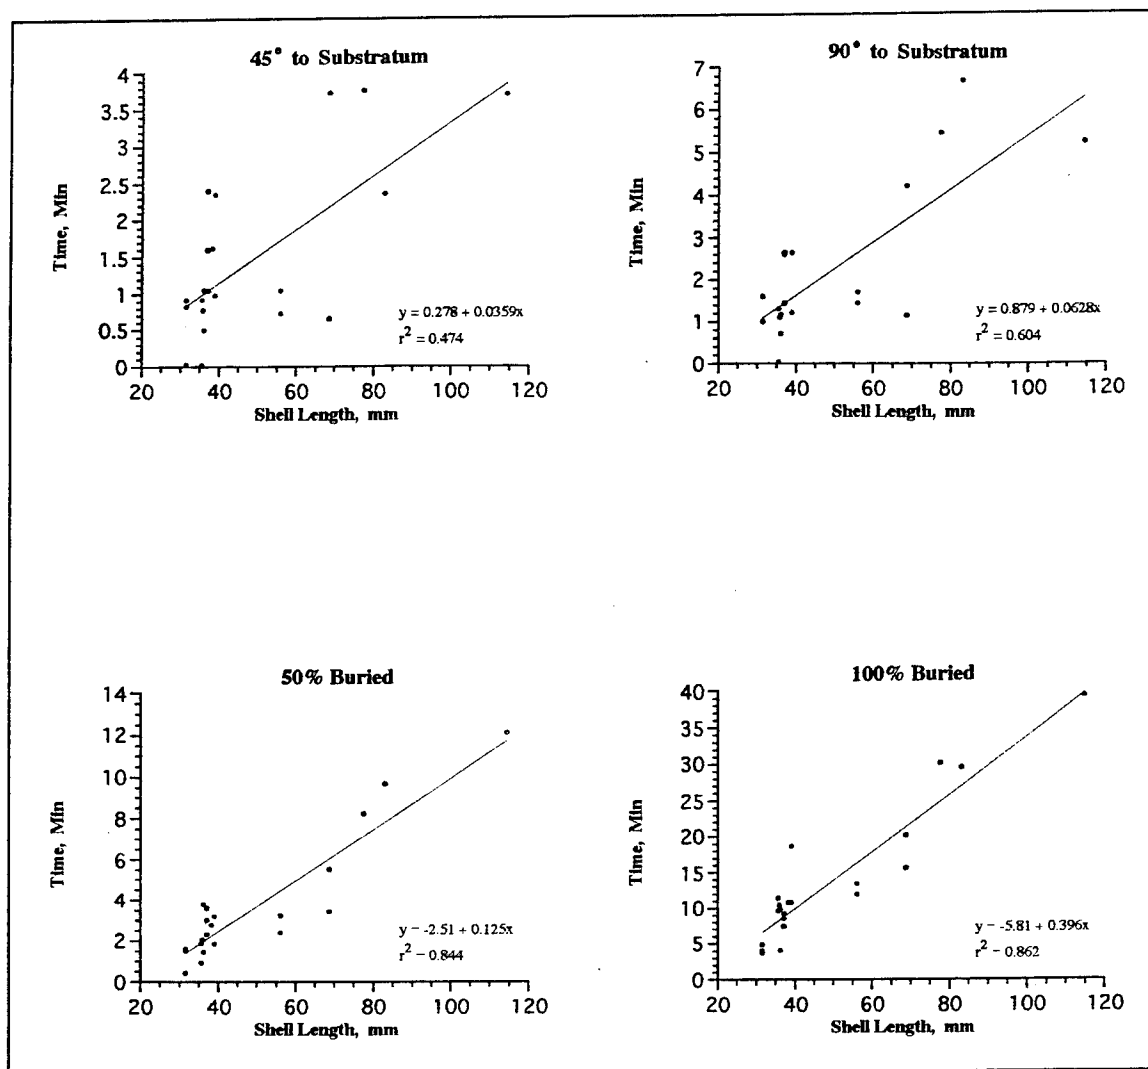 45° to Substratum
Time, Min
4
3.5
3
2.5
2
1.5
1
0.5
0
20 40 60 80 100 120
Shell Length, mm
y = 0.278 + 0.0359x
r² = 0.474
90° to Substratum
Time, Min
7
6
5
4
3
2
1
0
20 40 60 80 100 120
Shell Length, mm
y = 0.879 + 0.0628x
r² = 0.604
50% Buried
Time, Min
14
12
10
8
6
4
2
0
20 40 60 80 100 120
Shell Length, mm
y = -2.51 + 0.125x
r² = 0.844
100% Buried
Time, Min
40
35
30
25
20
15
10
5
0
20 40 60 80 100 120
Shell Length, mm
y = -5.81 + 0.396x
r² = 0.862